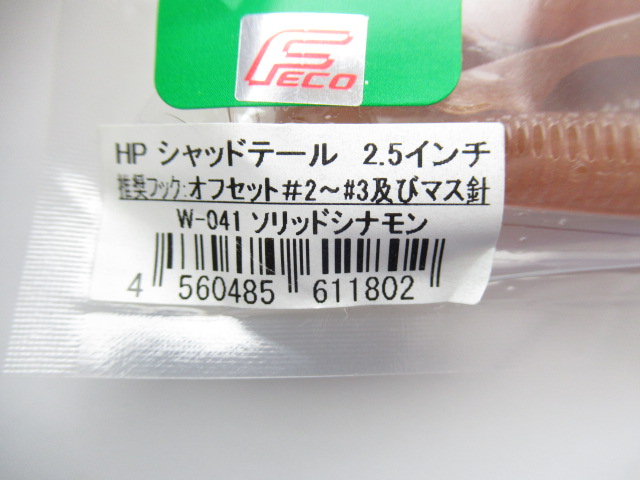 FECO
HP シャッドテール 2.5インチ
推奨フック:オフセット#2～#3及びマス針
W-041 ソリッドシナモン
4 560485 611802